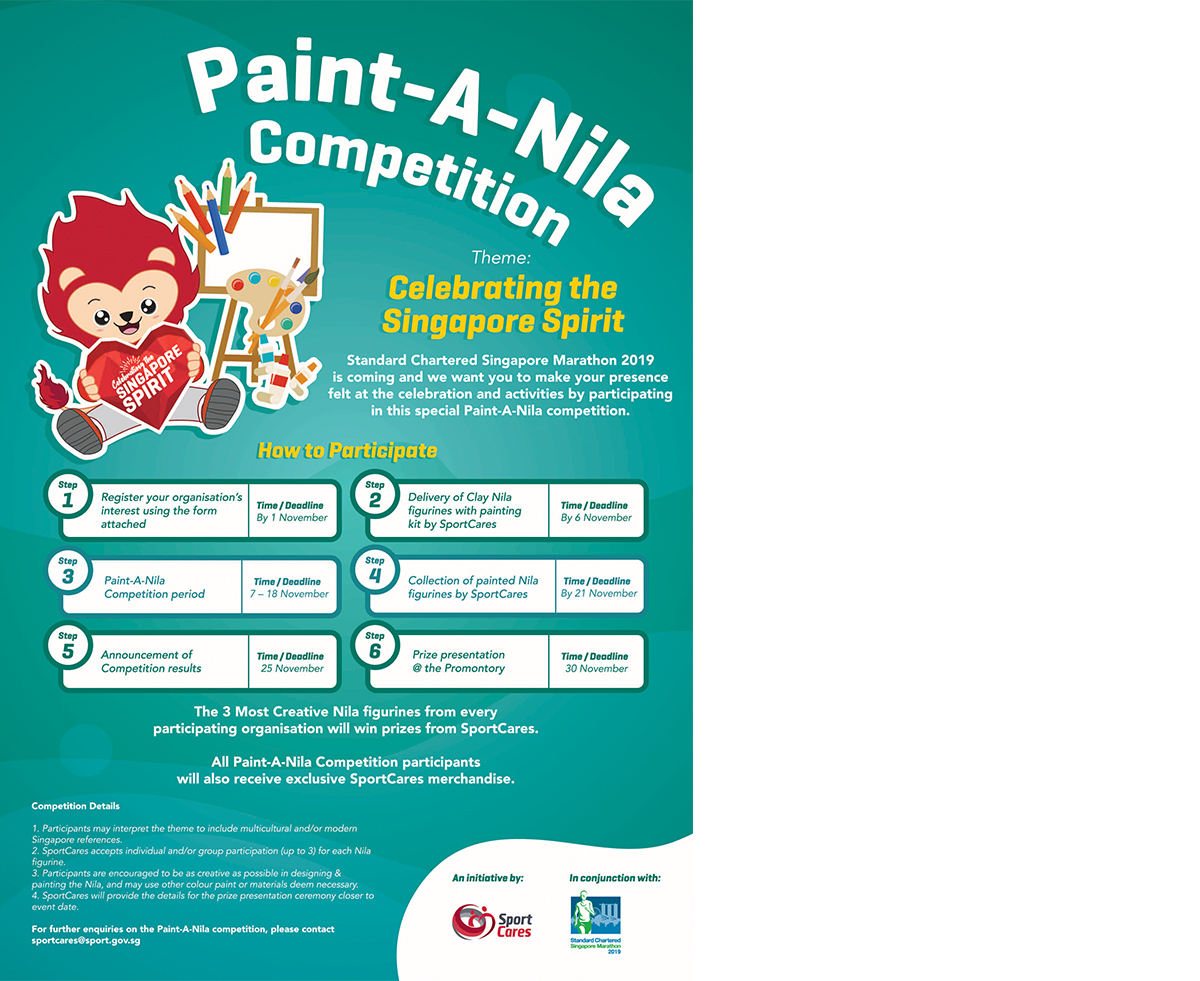 Paint-A-Nila
Competition
Theme:
Celebrating the
Singapore Spirit
Standard Chartered Singapore Marathon 2019
is coming and we want you to make your presence
felt at the celebration and activities by participating
in this special Paint-A-Nila competition.
Celebrating the
SINGAPORE
SPIRIT
How to Participate
Step
1
Register your organisation's
interest using the form
attached
Time / Deadline
By 1 November
Step
2
Delivery of Clay Nila
figurines with painting
kit by SportCares
Time / Deadline
By 6 November
Step
3
Paint-A-Nila
Competition period
Time / Deadline
7 – 18 November
Step
4
Collection of painted Nila
figurines by SportCares
Time / Deadline
By 21 November
Step
5
Announcement of
Competition results
Time / Deadline
25 November
Step
6
Prize presentation
@ the Promontory
Time / Deadline
30 November
The 3 Most Creative Nila figurines from every
participating organisation will win prizes from SportCares.
All Paint-A-Nila Competition participants
will also receive exclusive SportCares merchandise.
Competition Details
1. Participants may interpret the theme to include multicultural and/or modern
Singapore references.
2. SportCares accepts individual and/or group participation (up to 3) for each Nila
figurine.
3. Participants are encouraged to be as creative as possible in designing &
painting the Nila, and may use other colour paint or materials deem necessary.
4. SportCares will provide the details for the prize presentation ceremony closer to
event date.
For further enquiries on the Paint-A-Nila competition, please contact
sportcares@sport.gov.sg
An initiative by:
Sport
Cares
In conjunction with:
Standard Chartered
Singapore Marathon
2019